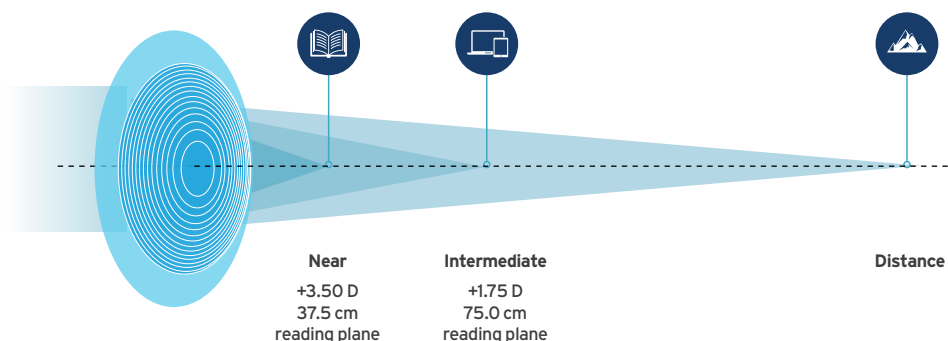 Near
+3.50 D
37.5 cm
reading plane
Intermediate
+1.75 D
75.0 cm
reading plane
Distance